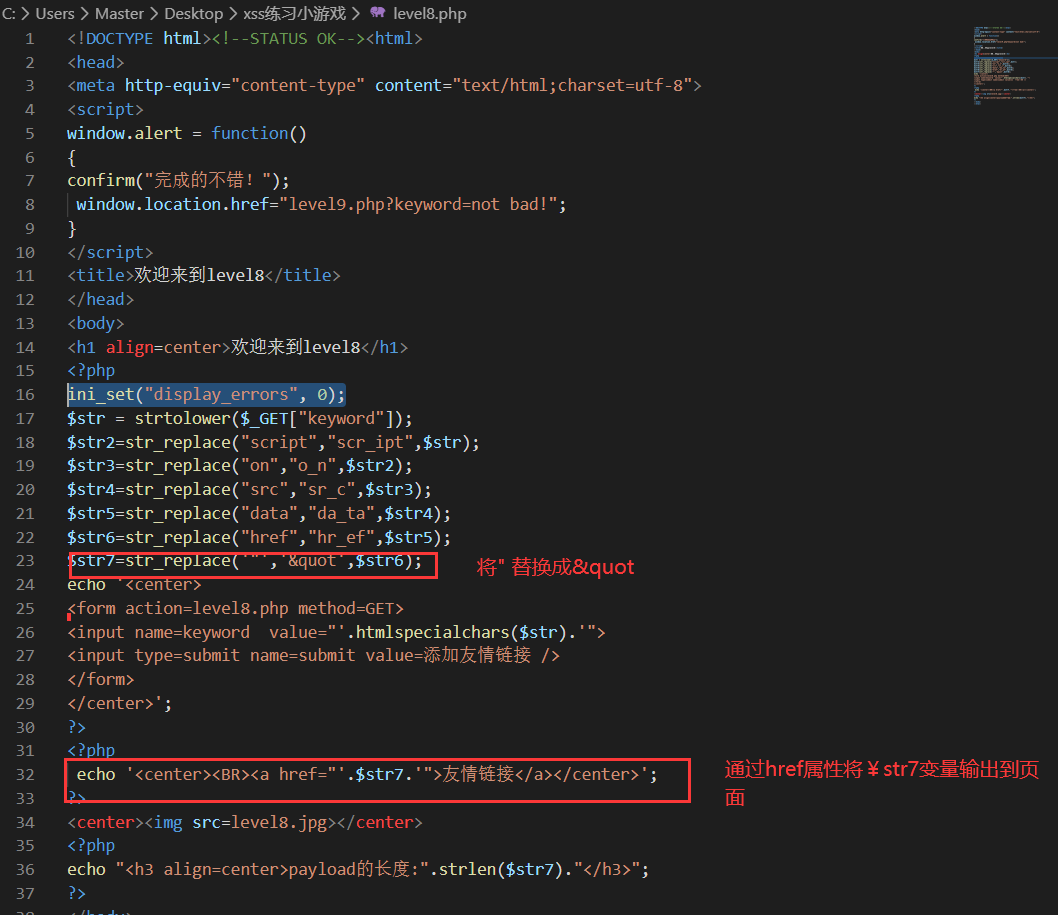 C: > Users > Master > Desktop > xss练习小游戏 > level8.php
1 <!DOCTYPE html><!--STATUS OK--><html>
2 <head>
3 <meta http-equiv="content-type" content="text/html;charset=utf-8">
4 <script>
5 window.alert = function()
6 {
7 confirm("完成的不错！");
8  window.location.href="level9.php?keyword=not bad!";
9 }
10 </script>
11 <title>欢迎来到level8</title>
12 </head>
13 <body>
14 <h1 align=center>欢迎来到level8</h1>
15 <?php
16 ini_set("display_errors", 0);
17 $str = strtolower($_GET["keyword"]);
18 $str2=str_replace("script","scr_ipt",$str);
19 $str3=str_replace("on","o_n",$str2);
20 $str4=str_replace("src","sr_c",$str3);
21 $str5=str_replace("data","da_ta",$str4);
22 $str6=str_replace("href","hr_ef",$str5);
23 $str7=str_replace('"','&quot',$str6); 将" 替换成&quot
24 echo '<center>
25 <form action=level8.php method=GET>
26 <input name=keyword  value="'.htmlspecialchars($str).'">
27 <input type=submit name=submit value=添加友情链接 />
28 </form>
29 </center>';
30 ?>
31 <?php
32  echo '<center><BR><a href="'.$str7.'">友情链接</a></center>'; 通过href属性将￥str7变量输出到页
面
33 ?>
34 <center><img src=level8.jpg></center>
35 <?php
36 echo "<h3 align=center>payload的长度:".strlen($str7)."</h3>";
37 ?>
38 </body>